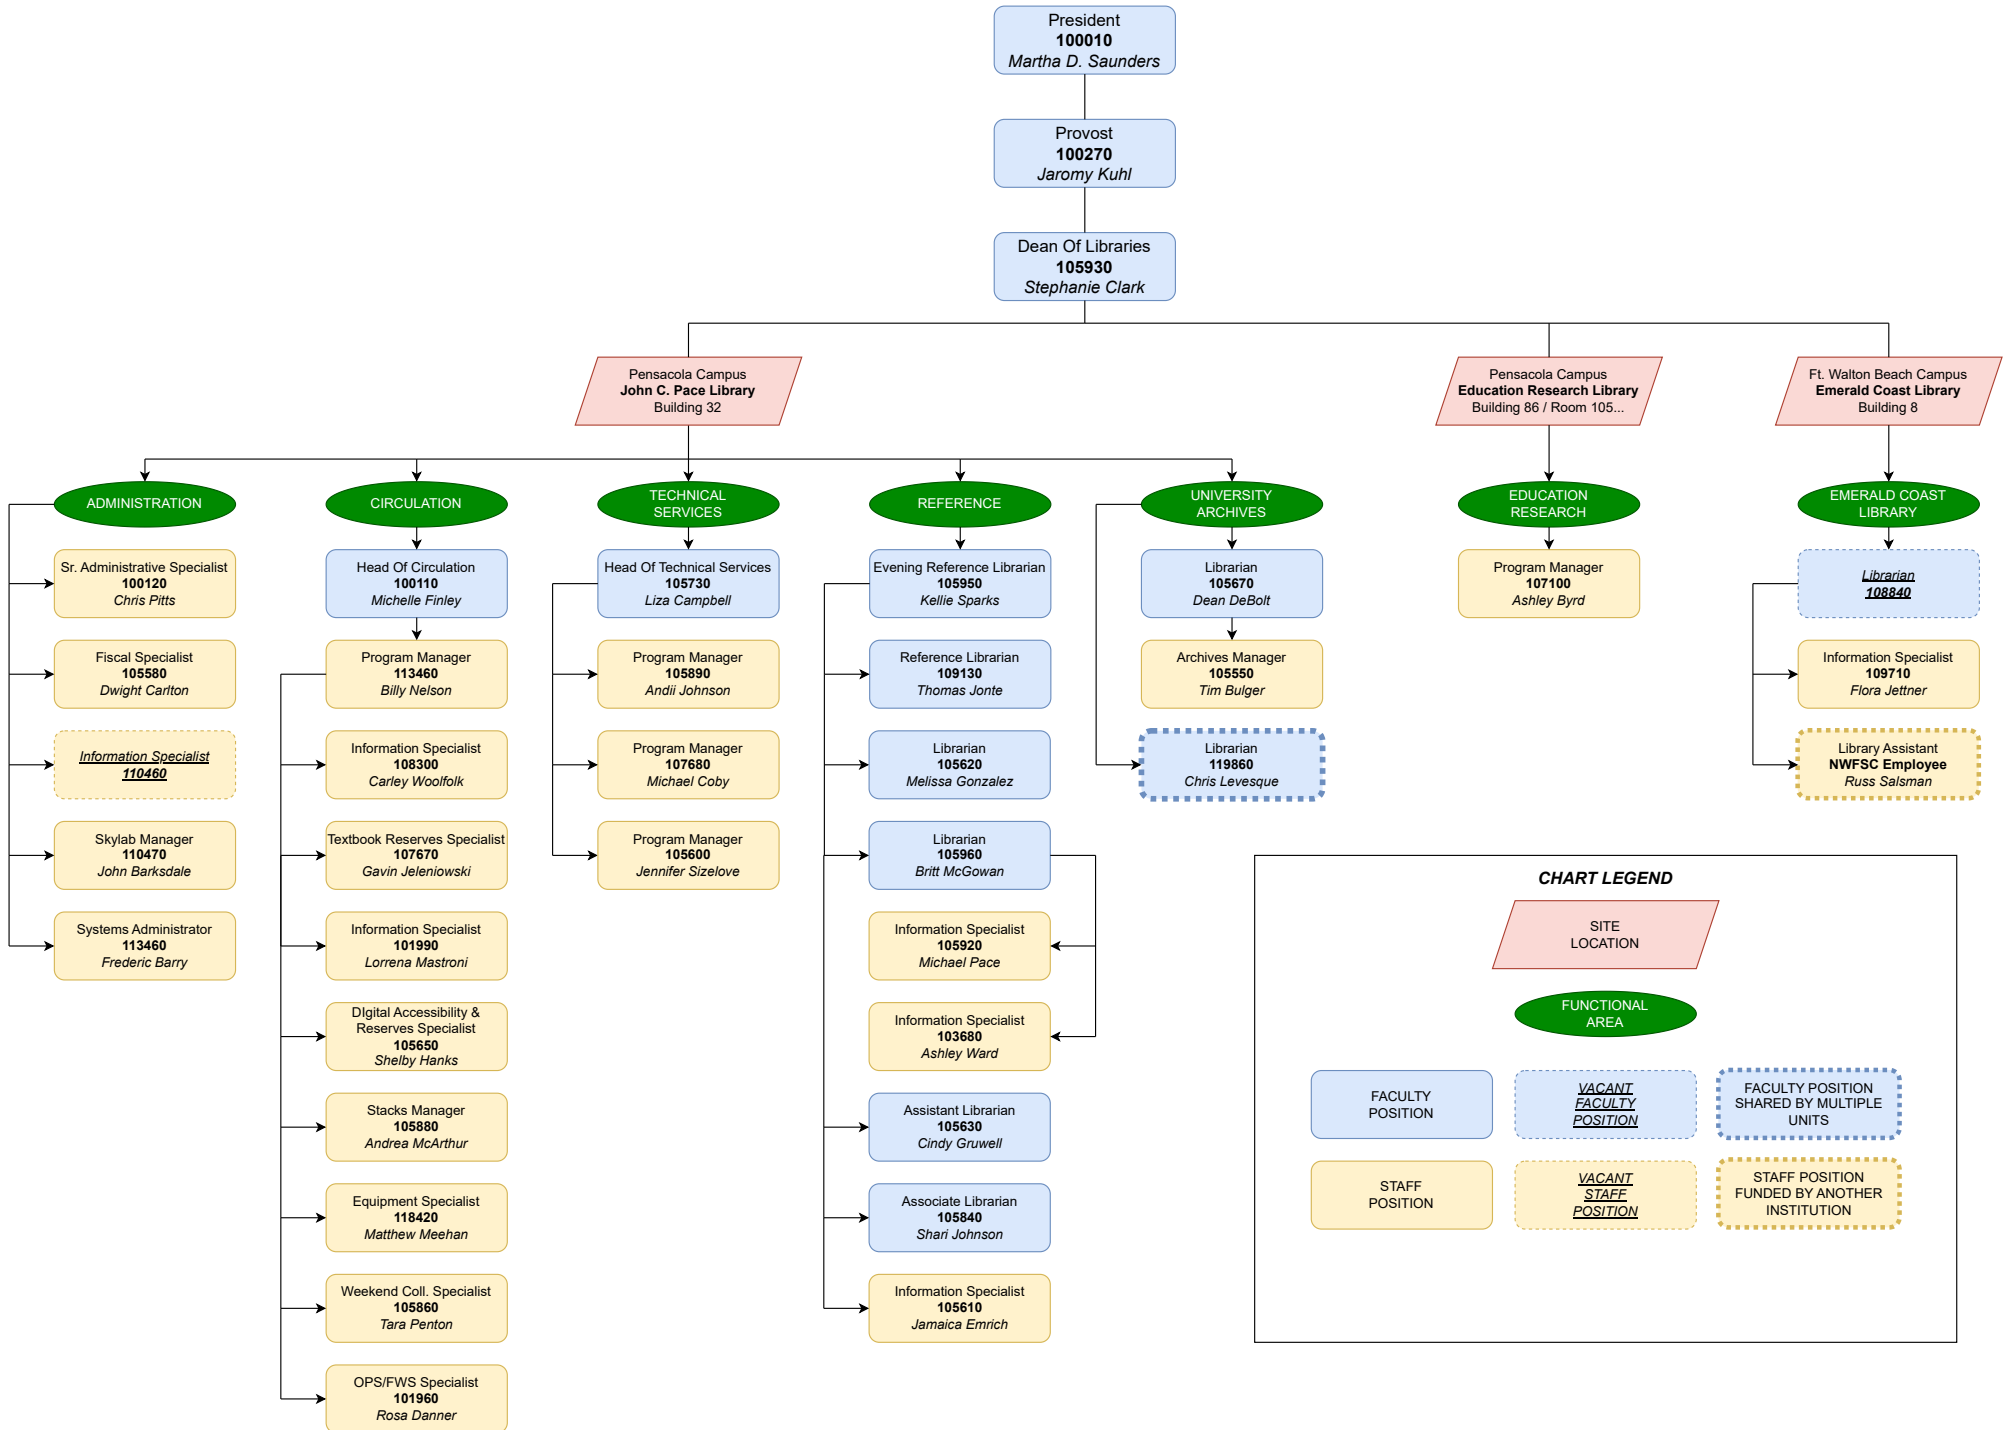 President
100010
Martha D. Saunders
Provost
100270
Jaromy Kuhl
Dean Of Libraries
105930
Stephanie Clark
Pensacola Campus
John C. Pace Library
Building 32
Pensacola Campus
Education Research Library
Building 86 / Room 105...
Ft. Walton Beach Campus
Emerald Coast Library
Building 8
ADMINISTRATION
Sr. Administrative Specialist
100120
Chris Pitts
Fiscal Specialist
105580
Dwight Carlton
Information Specialist
110460
Skylab Manager
110470
John Barksdale
Systems Administrator
113460
Frederic Barry
CIRCULATION
Head Of Circulation
100110
Michelle Finley
Program Manager
113460
Billy Nelson
Information Specialist
108300
Carley Woolfolk
Textbook Reserves Specialist
107670
Gavin Jeleniowski
Information Specialist
101990
Lorrena Mastroni
DIgital Accessibility &
Reserves Specialist
105650
Shelby Hanks
Stacks Manager
105880
Andrea McArthur
Equipment Specialist
118420
Matthew Meehan
Weekend Coll. Specialist
105860
Tara Penton
OPS/FWS Specialist
101960
Rosa Danner
TECHNICAL
SERVICES
Head Of Technical Services
105730
Liza Campbell
Program Manager
105890
Andii Johnson
Program Manager
107680
Michael Coby
Program Manager
105600
Jennifer Sizelove
REFERENCE
Evening Reference Librarian
105950
Kellie Sparks
Reference Librarian
109130
Thomas Jonte
Librarian
105620
Melissa Gonzalez
Librarian
105960
Britt McGowan
Information Specialist
105920
Michael Pace
Information Specialist
103680
Ashley Ward
Assistant Librarian
105630
Cindy Gruwell
Associate Librarian
105840
Shari Johnson
Information Specialist
105610
Jamaica Emrich
UNIVERSITY
ARCHIVES
Librarian
105670
Dean DeBolt
Archives Manager
105550
Tim Bulger
Librarian
119860
Chris Levesque
EDUCATION
RESEARCH
Program Manager
107100
Ashley Byrd
EMERALD COAST
LIBRARY
Librarian
108840
Information Specialist
109710
Flora Jettner
Library Assistant
NWFSC Employee
Russ Salsman
CHART LEGEND
SITE
LOCATION
FUNCTIONAL
AREA
FACULTY
POSITION
VACANT
FACULTY
POSITION
FACULTY POSITION
SHARED BY MULTIPLE
UNITS
STAFF
POSITION
VACANT
STAFF
POSITION
STAFF POSITION
FUNDED BY ANOTHER
INSTITUTION